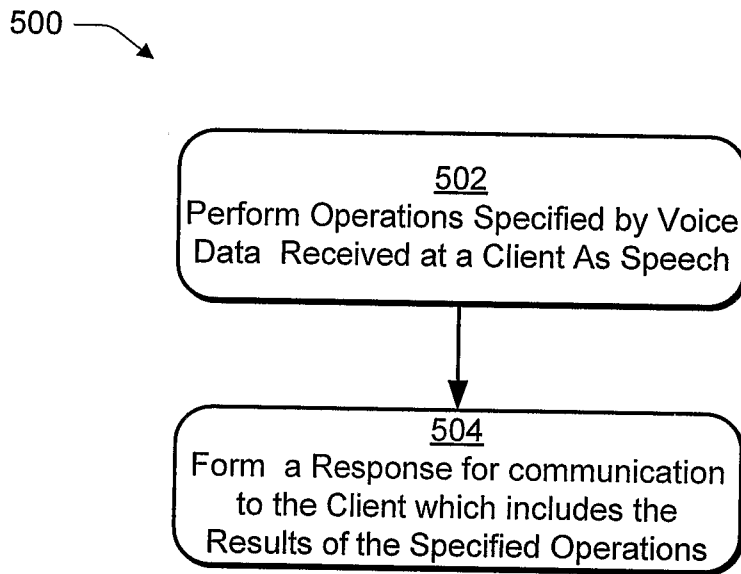 500
502
Perform Operations Specified by Voice
Data Received at a Client As Speech
504
Form a Response for communication
to the Client which includes the
Results of the Specified Operations